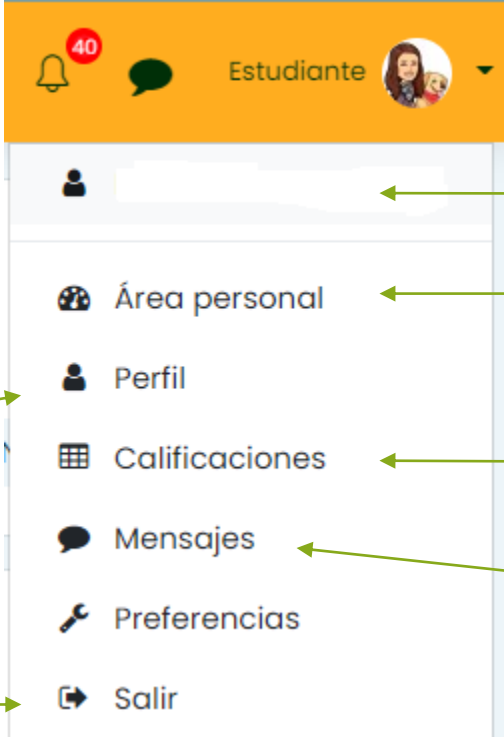 40
Estudiante
Área personal
Perfil
Calificaciones
Mensajes
Preferencias
Salir